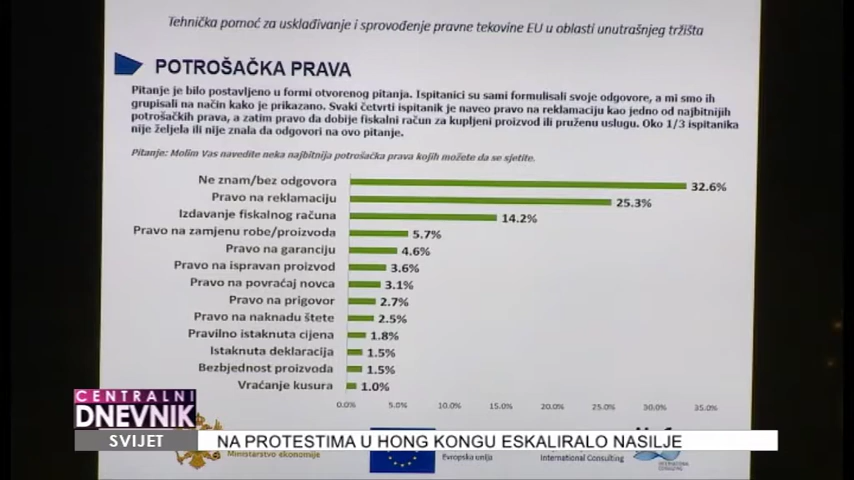 Tehnička pomoć za usklađivanje i sprovođenje pravne tekovine EU u oblasti unutrašnjeg tržišta
POTROŠAČKA PRAVA
Pitanje je bilo postavljeno u formi otvorenog pitanja. Ispitanici su sami formulisali svoje odgovore, a mi smo ih
grupisali na način kako je prikazano. Svaki četvrti ispitanik je naveo pravo na reklamaciju kao jedno od najbitnijih
potrošačkih prava, a zatim pravo da dobije fiskalni račun za kupljeni proizvod ili pruženu uslugu. Oko 1/3 ispitanika
nije željela ili nije znala da odgovori na ovo pitanje.
Pitanje: Molim Vas navedite neka najbitnija potrošačka prava kojih možete da se sjetite.
Ne znam/bez odgovora 32.6%
Pravo na reklamaciju 25.3%
Izdavanje fiskalnog računa 14.2%
Pravo na zamjenu robe/proizvoda 5.7%
Pravo na garanciju 4.6%
Pravo na ispravan proizvod 3.6%
Pravo na povraćaj novca 3.1%
Pravo na prigovor 2.7%
Pravo na naknadu štete 2.5%
Pravilno istaknuta cijena 1.8%
Istaknuta deklaracija 1.5%
Bezbjednost proizvoda 1.5%
Vraćanje kusura 1.0%
0.0% 5.0% 10.0% 15.0% 20.0% 25.0% 30.0% 35.0%
CENTRALNI
DNEVNIK
SVIJET
NA PROTESTIMA U HONG KONGU ESKALIRALO NASILJE
Ministarstvo ekonomije
Evropska unija
International Consulting